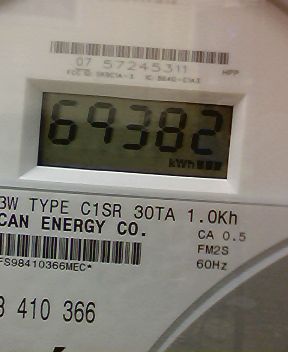 07 57245311
HPP
69382
kWh
3W TYPE C1SR 30TA 1.0Kh
CAN ENERGY CO.
CA 0.5
FM2S
60Hz
FS98410366MEC*
3 410 366